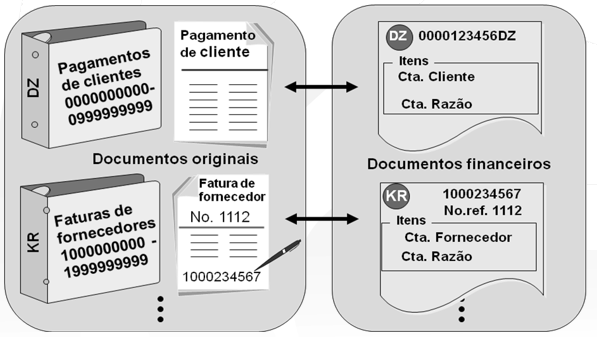 DZ
Pagamentos
de clientes
0000000000-
0999999999
Pagamento
de cliente
Documentos originais
KR
Faturas de
fornecedores
1000000000 -
1999999999
Fatura de
fornecedor
No. 1112
1000234567
DZ 0000123456DZ
Itens
Cta. Cliente
Cta. Razão
Documentos financeiros
KR 1000234567
No.ref. 1112
Itens
Cta. Fornecedor
Cta. Razão